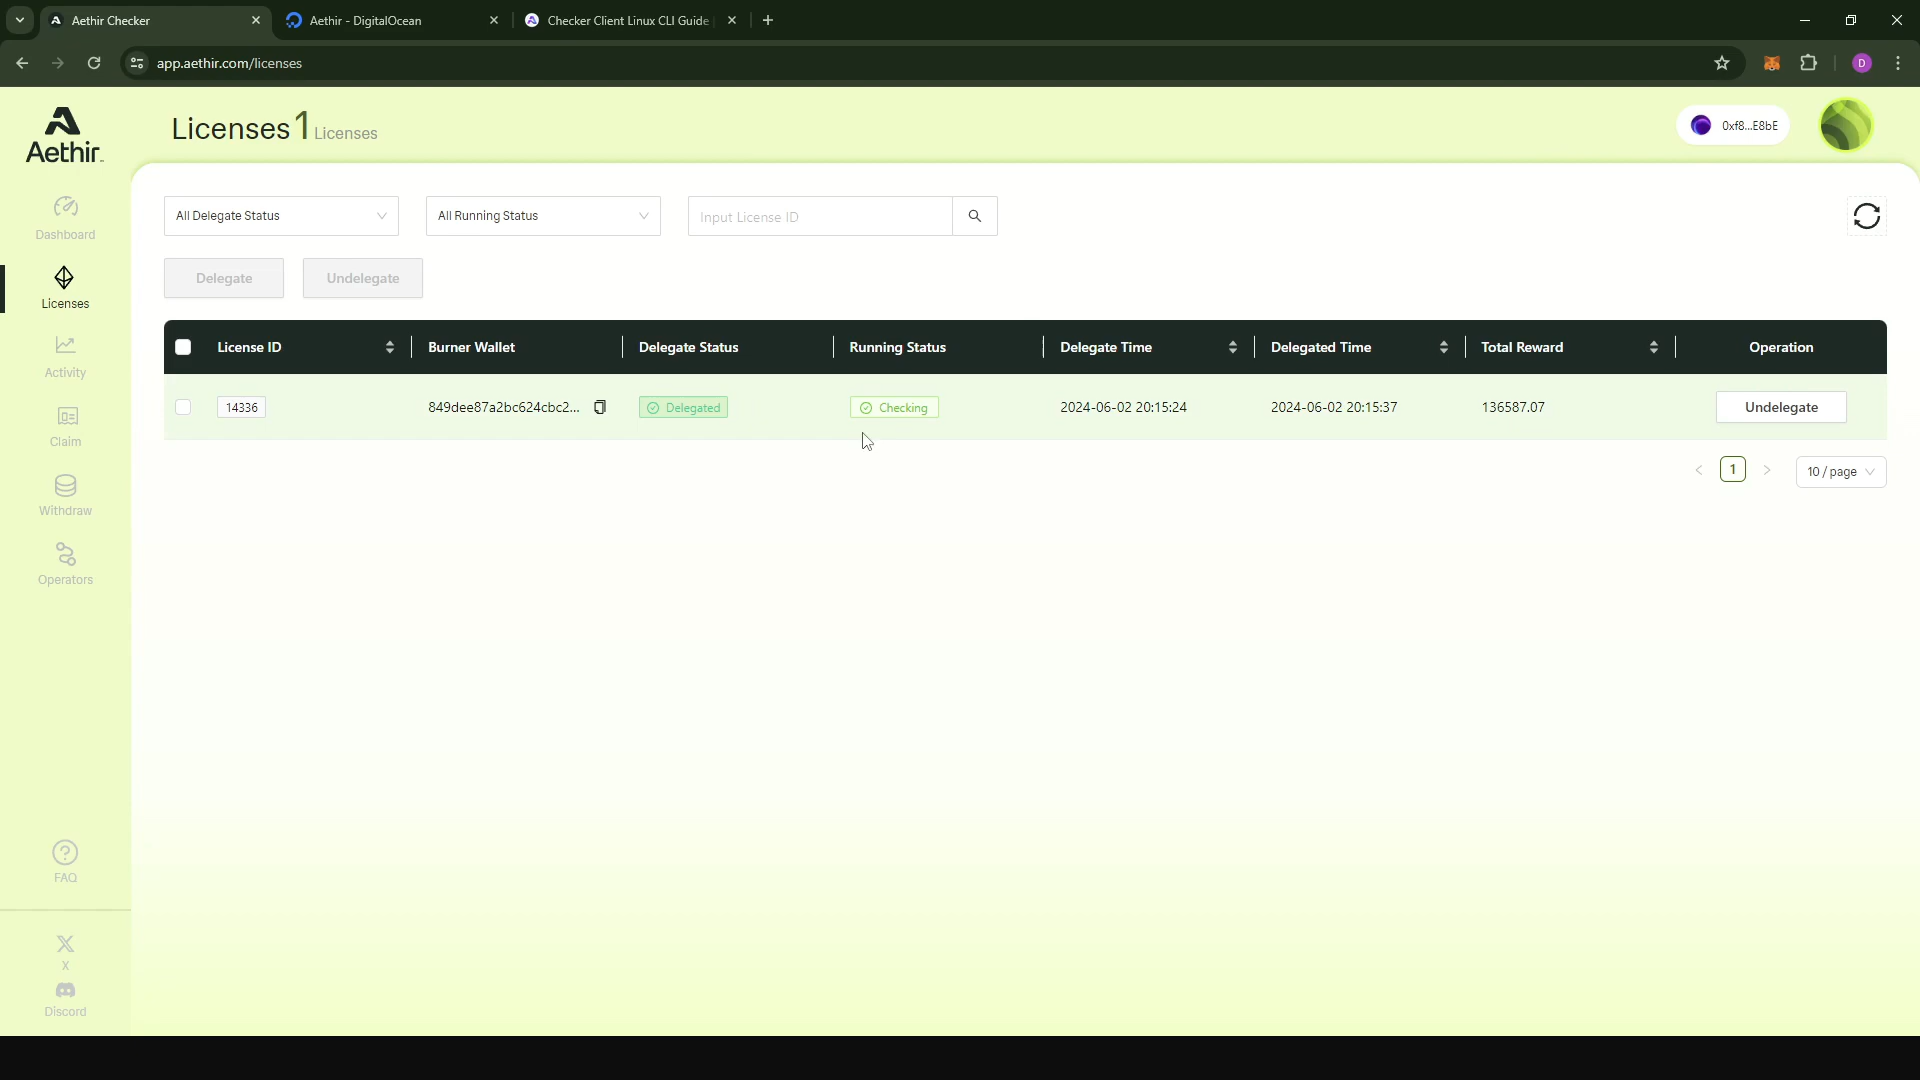 Aethir Checker
Aethir - DigitalOcean
Checker Client Linux CLI Guide
app.aethir.com/licenses
D
Aethir
Licenses 1 Licenses
0xf8...E8bE
Dashboard
Licenses
Activity
Claim
Withdraw
Operators
FAQ
X
Discord
All Delegate Status
All Running Status
Input License ID
Delegate
Undelegate
License ID Burner Wallet Delegate Status Running Status Delegate Time Delegated Time Total Reward Operation
14336 849dee87a2bc624cbc2... Delegated Checking 2024-06-02 20:15:24 2024-06-02 20:15:37 136587.07 Undelegate
1
10 / page